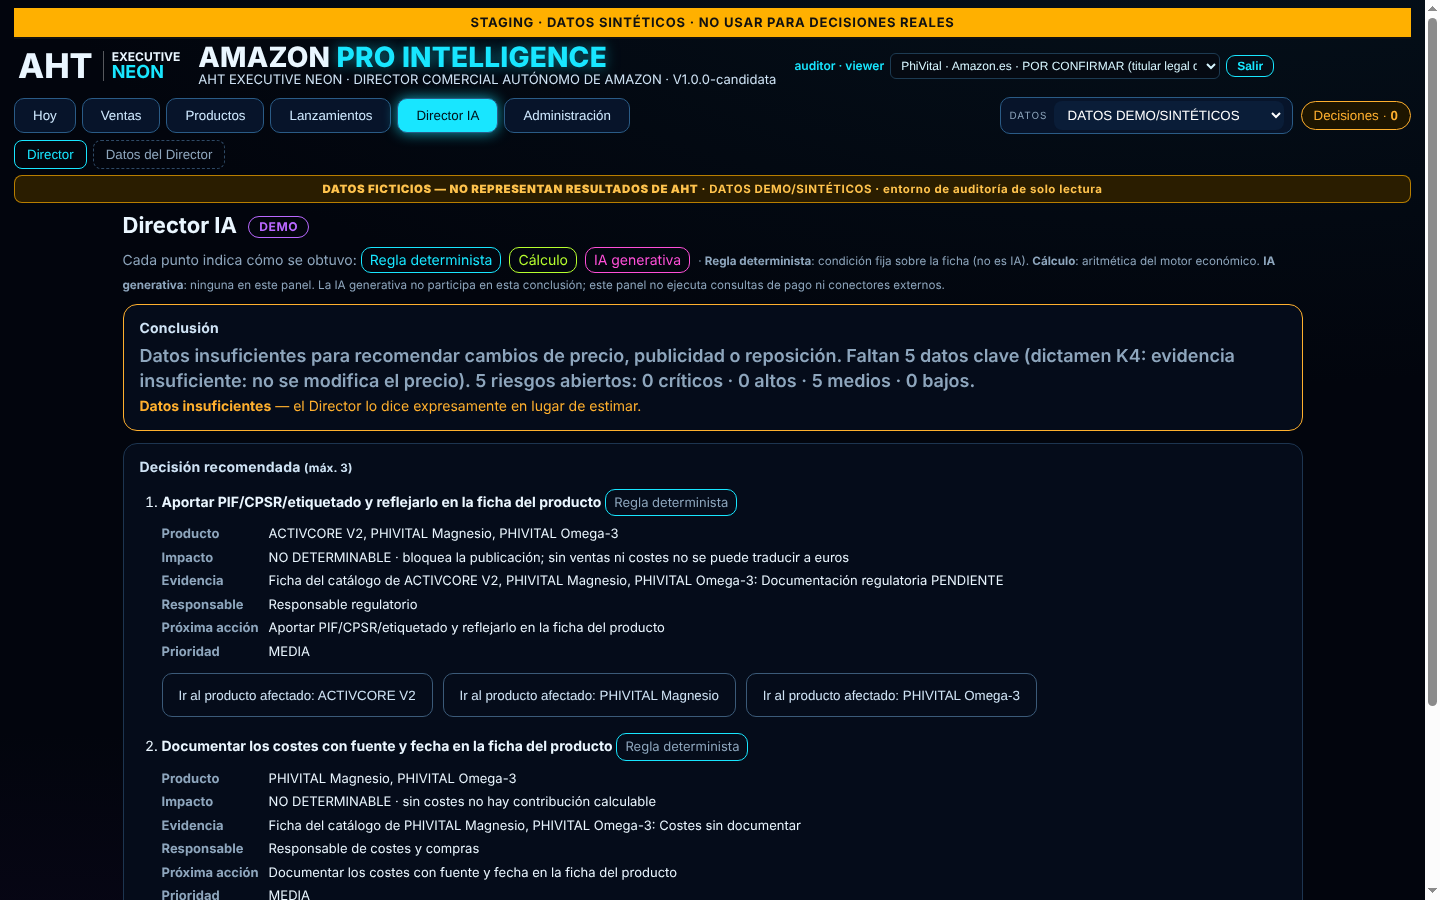 STAGING · DATOS SINTÉTICOS · NO USAR PARA DECISIONES REALES
AHT EXECUTIVE NEON
AMAZON PRO INTELLIGENCE
AHT EXECUTIVE NEON · DIRECTOR COMERCIAL AUTÓNOMO DE AMAZON · V1.0.0-candidata
auditor · viewer
PhiVital · Amazon.es · POR CONFIRMAR (titular legal
Salir
Hoy
Ventas
Productos
Lanzamientos
Director IA
Administración
DATOS DATOS DEMO/SINTÉTICOS
Decisiones · 0
Director
Datos del Director
DATOS FICTICIOS — NO REPRESENTAN RESULTADOS DE AHT · DATOS DEMO/SINTÉTICOS · entorno de auditoría de solo lectura
Director IA DEMO
Cada punto indica cómo se obtuvo: Regla determinista Cálculo IA generativa · Regla determinista: condición fija sobre la ficha (no es IA). Cálculo: aritmética del motor económico. IA
generativa: ninguna en este panel. La IA generativa no participa en esta conclusión; este panel no ejecuta consultas de pago ni conectores externos.
Conclusión
Datos insuficientes para recomendar cambios de precio, publicidad o reposición. Faltan 5 datos clave (dictamen K4: evidencia
insuficiente: no se modifica el precio). 5 riesgos abiertos: 0 críticos · 0 altos · 5 medios · 0 bajos.
Datos insuficientes — el Director lo dice expresamente en lugar de estimar.
Decisión recomendada (máx. 3)
1. Aportar PIF/CPSR/etiquetado y reflejarlo en la ficha del producto Regla determinista
Producto ACTIVCORE V2, PHIVITAL Magnesio, PHIVITAL Omega-3
Impacto NO DETERMINABLE · bloquea la publicación; sin ventas ni costes no se puede traducir a euros
Evidencia Ficha del catálogo de ACTIVCORE V2, PHIVITAL Magnesio, PHIVITAL Omega-3: Documentación regulatoria PENDIENTE
Responsable Responsable regulatorio
Próxima acción Aportar PIF/CPSR/etiquetado y reflejarlo en la ficha del producto
Prioridad MEDIA
Ir al producto afectado: ACTIVCORE V2
Ir al producto afectado: PHIVITAL Magnesio
Ir al producto afectado: PHIVITAL Omega-3
2. Documentar los costes con fuente y fecha en la ficha del producto Regla determinista
Producto PHIVITAL Magnesio, PHIVITAL Omega-3
Impacto NO DETERMINABLE · sin costes no hay contribución calculable
Evidencia Ficha del catálogo de PHIVITAL Magnesio, PHIVITAL Omega-3: Costes sin documentar
Responsable Responsable de costes y compras
Próxima acción Documentar los costes con fuente y fecha en la ficha del producto
Prioridad MEDIA